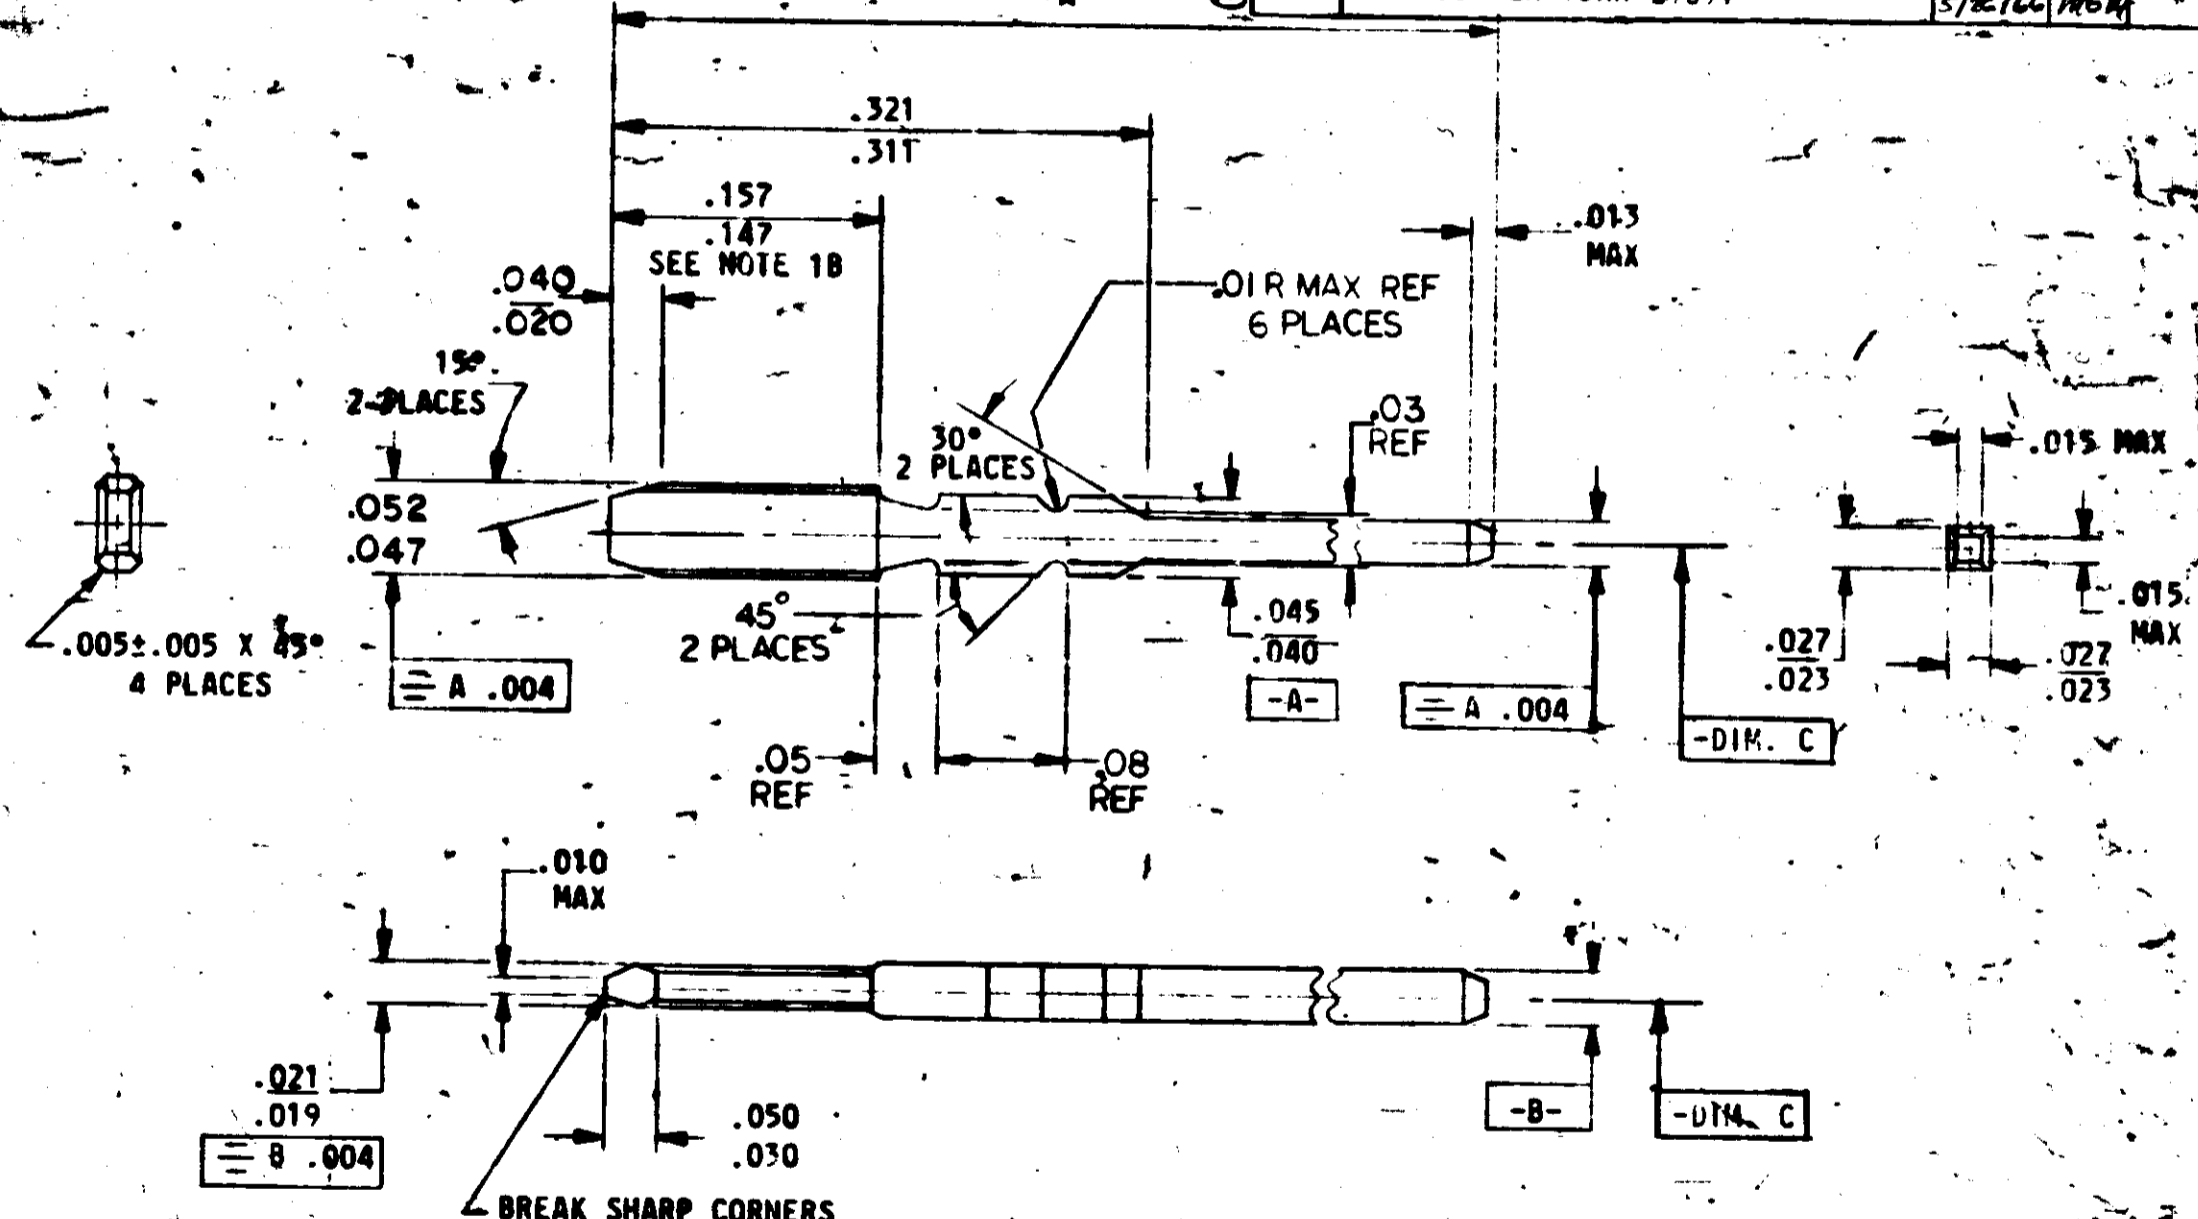 .321
.311
.157
.147
SEE NOTE 1B
.013
MAX
.040
.020
.01 R MAX REF
6 PLACES
15°
2 PLACES
.03
REF
30°
2 PLACES
.015 MAX
.052
.047
.005±.005 X 45°
4 PLACES
45°
2 PLACES
.045
.040
-A-
⌯ A .004
⌯ A .004
.027
.023
.015
MAX
.027
.023
-DIM. C
.05
REF
.08
REF
.010
MAX
.021
.019
⌯ B .004
.050
.030
-B-
-DIM. C
BREAK SHARP CORNERS